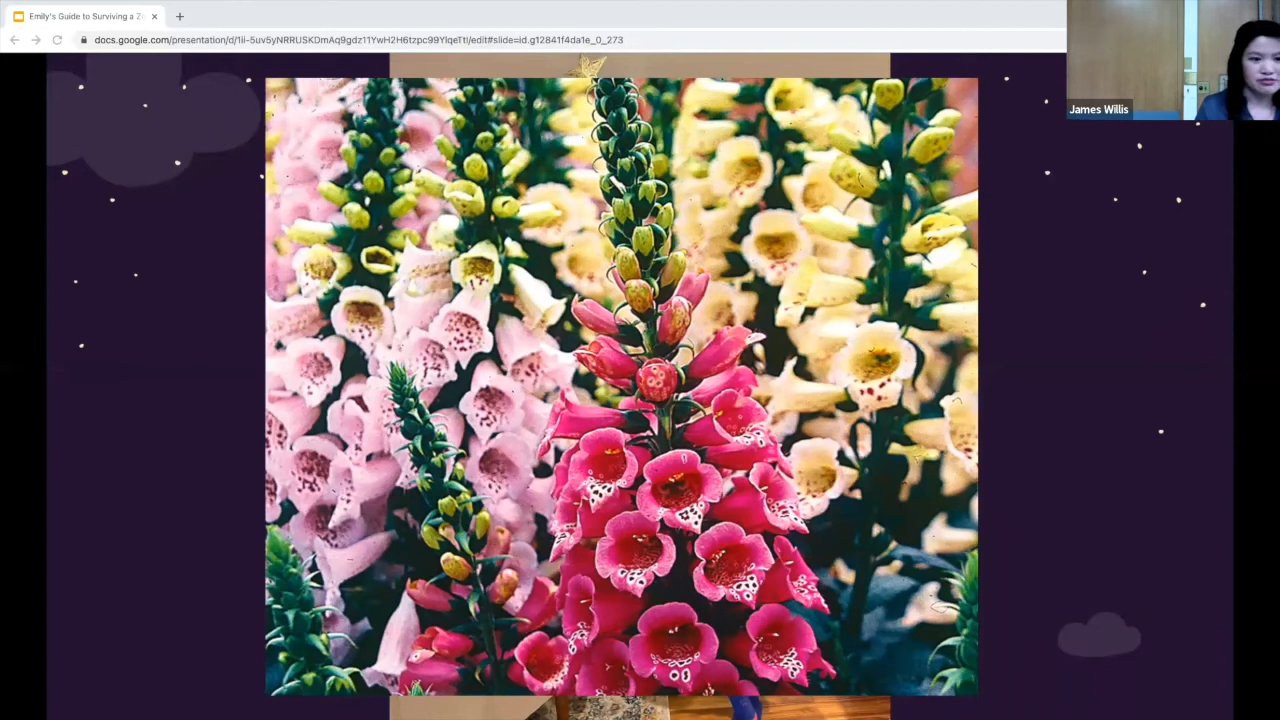 Emily's Guide to Surviving a Z
docs.google.com/presentation/d/1ii-5uv5yNRRUSKDmAq9gdz11YwH2H6tzpc99YlqeTtI/edit#slide=id.g12841f4da1e_0_273
James Willis